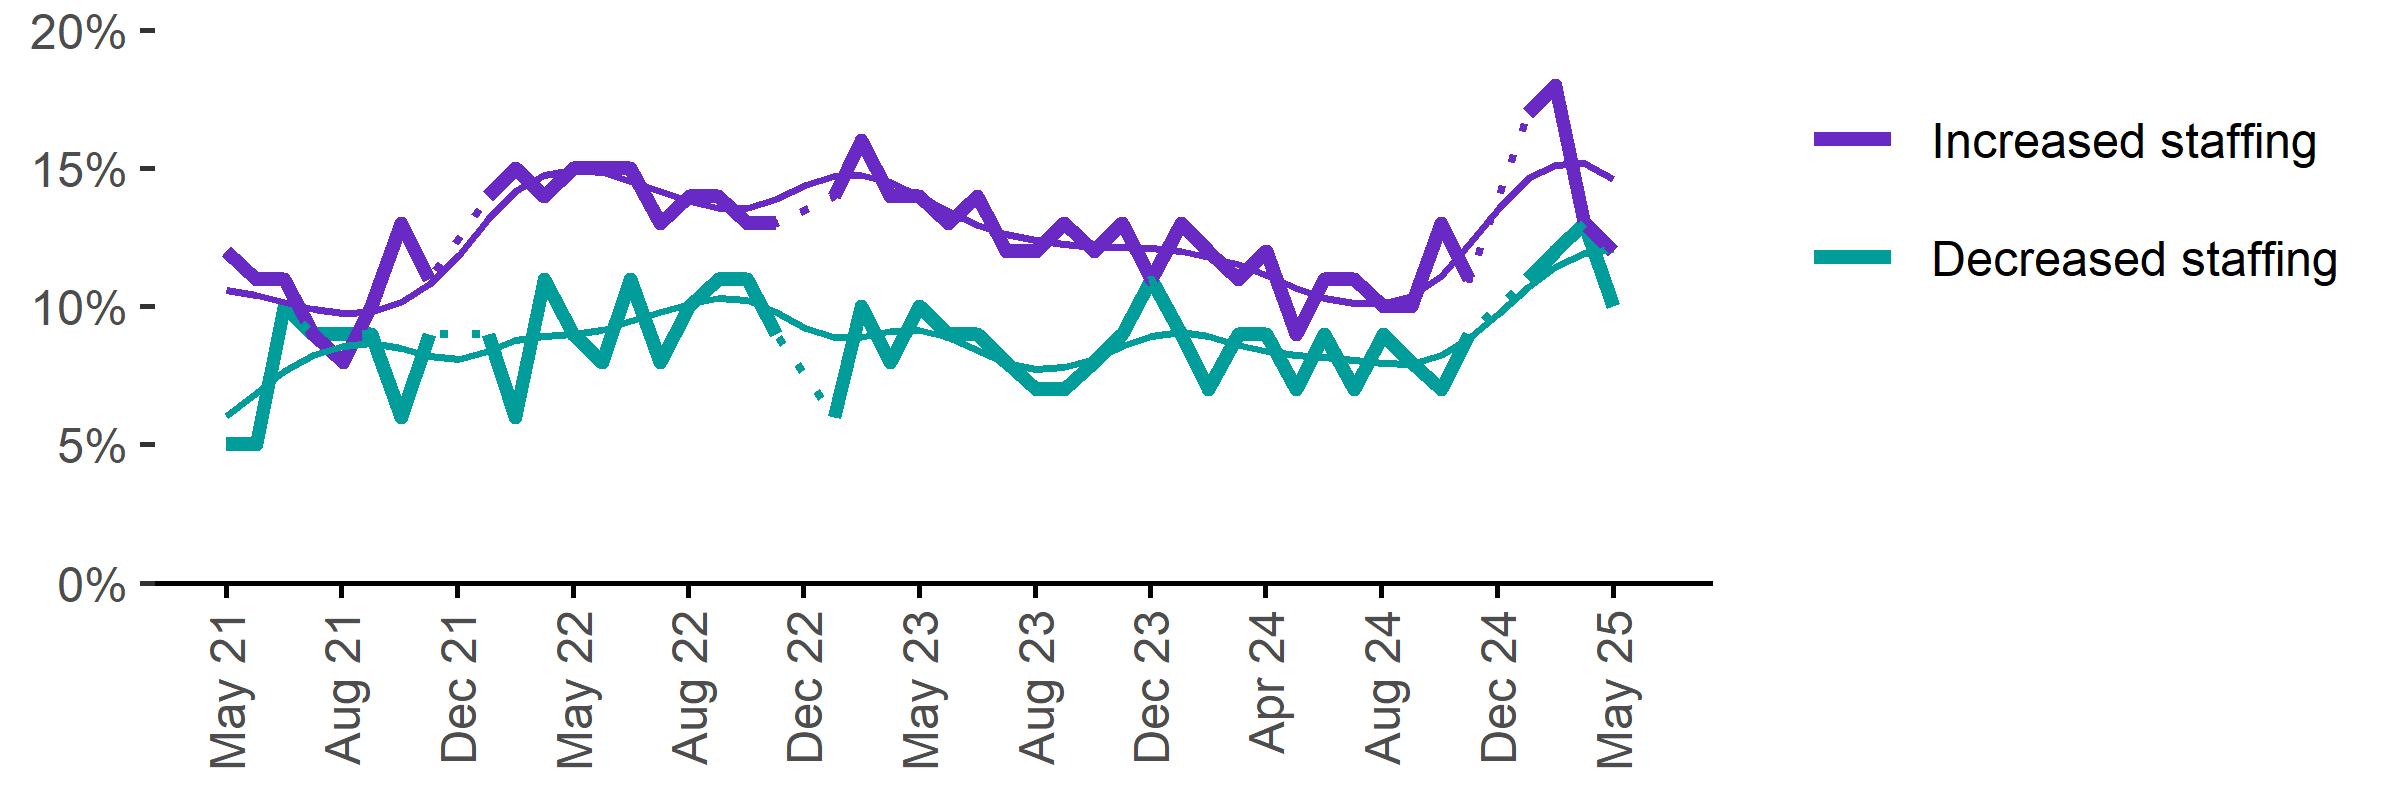 20%
15%
10%
5%
0%
May 21
Aug 21
Dec 21
May 22
Aug 22
Dec 22
May 23
Aug 23
Dec 23
Apr 24
Aug 24
Dec 24
May 25
Increased staffing
Decreased staffing